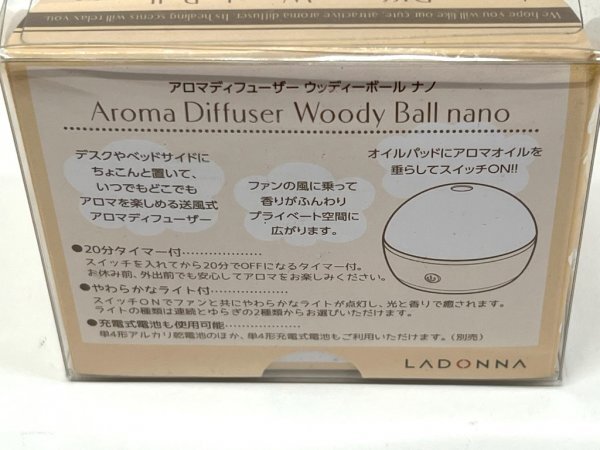 We hope you will like our cute, attractive aroma diffuser. Its healing scents will relax you
アロマディフューザー ウッディーボール ナノ
Aroma Diffuser Woody Ball nano
デスクやベッドサイドに
ちょこんと置いて、
いつでもどこでも
アロマを楽しめる送風式
アロマディフューザー
ファンの風に乗って
香りがふんわり
プライベート空間に
広がります。
オイルパッドにアロマオイルを
垂らしてスイッチON!!
●20分タイマー付………………
スイッチを入れてから20分でOFFになるタイマー付。
お休み前、外出前でも安心してアロマをお楽しみください。
●やわらかなライト付……………
スイッチONでファンと共にやわらかなライトが点灯し、光と香りで癒されます。
ライトの種類は連続とゆらぎの2種類からお選びいただけます。
●充電式電池も使用可能……………
単4形アルカリ乾電池のほか、単4形充電式電池もご利用いただけます。(別売)
LADONNA